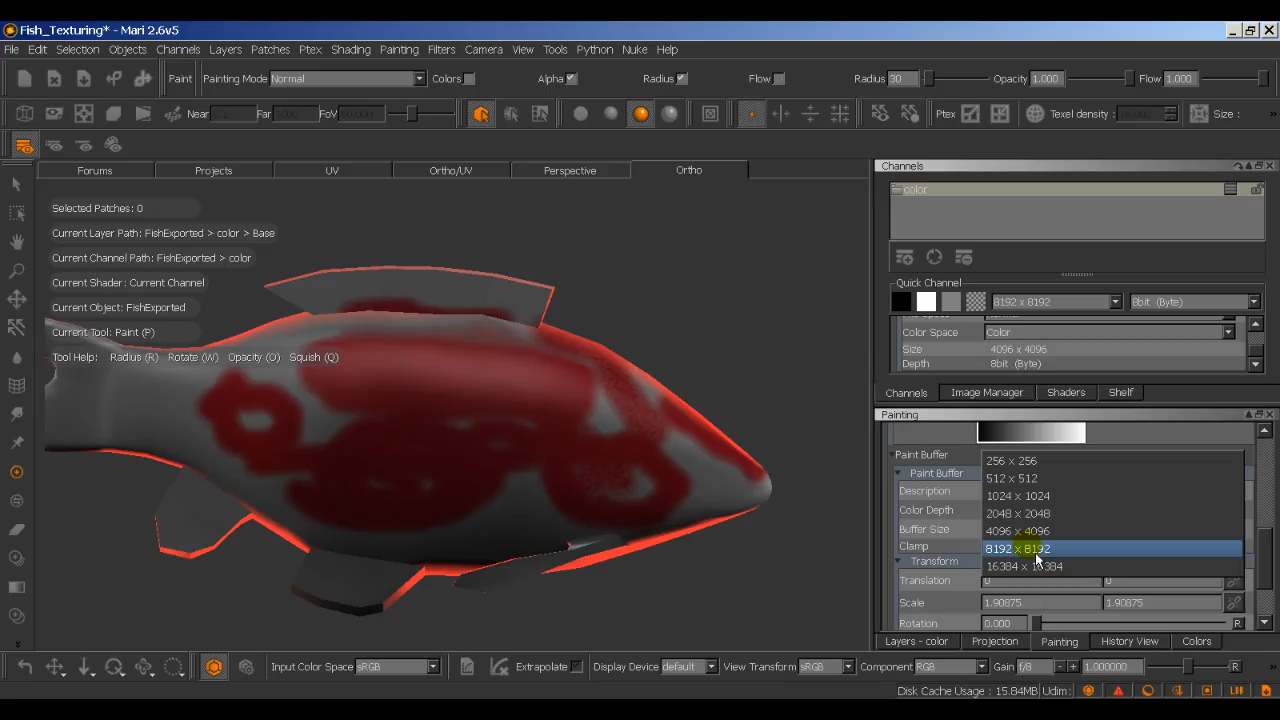 Fish_Texturing* - Mari 2.6v5
File Edit Selection Objects Channels Layers Patches Ptex Shading Painting Filters Camera View Tools Python Nuke Help
Paint Painting Mode Normal Colors Alpha Radius Flow Radius 30 Opacity 1.000 Flow 1.000
Near Far FoV Ptex Texel density : Size :
Forums Projects UV Ortho/UV Perspective Ortho
Selected Patches: 0
Current Layer Path: FishExported > color > Base
Current Channel Path: FishExported > color
Current Shader: Current Channel
Current Object: FishExported
Current Tool: Paint (P)
Tool Help: Radius (R) Rotate (W) Opacity (O) Squish (Q)
Channels
color
Quick Channel
8192 x 8192 8bit (Byte)
Color Space Color
Size 4096 x 4096
Depth 8bit (Byte)
Channels Image Manager Shaders Shelf
Painting
Paint Buffer
Paint Buffer
Description
Color Depth
Buffer Size
Clamp
256 x 256
512 x 512
1024 x 1024
2048 x 2048
4096 x 4096
8192 x 8192
16384 x 16384
Transform
Translation 0 0
Scale 1.90875 1.90875
Rotation 0.000 R
Layers - color Projection Painting History View Colors
Input Color Space sRGB Extrapolate Display Device default View Transform sRGB Component RGB Gain f/8 - + 1.000000 R
Disk Cache Usage : 15.84MB Udim: